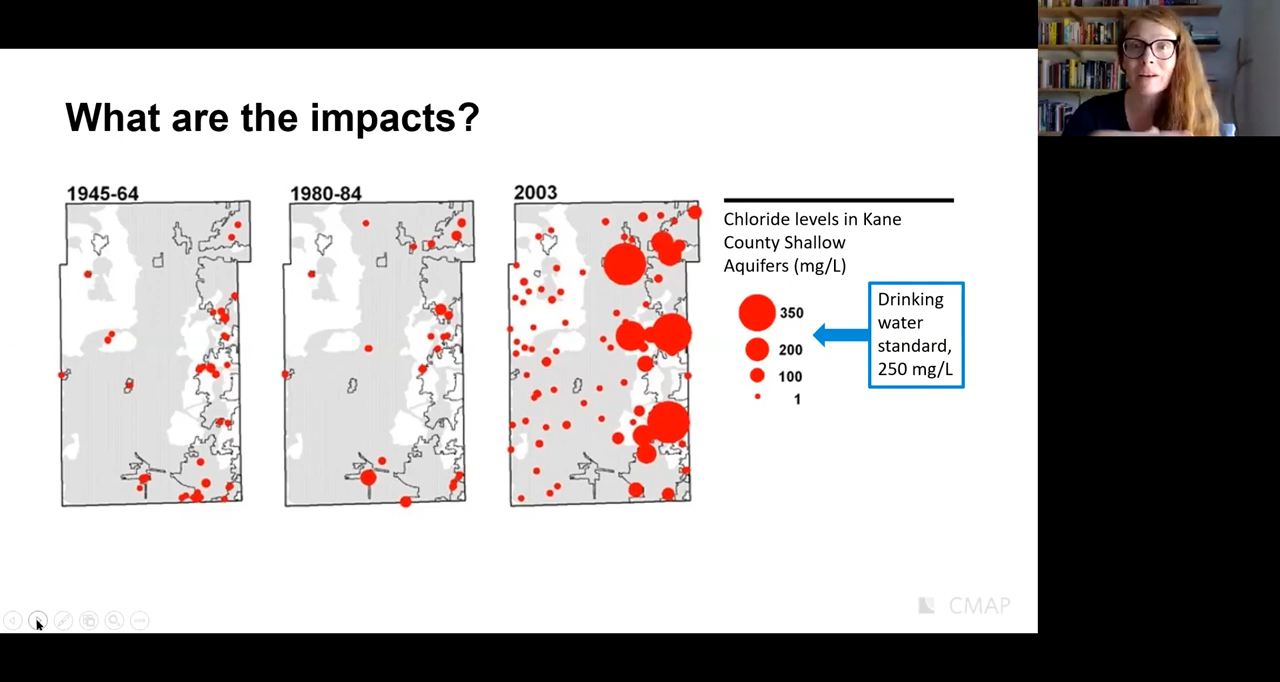 What are the impacts?
1945-64
1980-84
2003
Chloride levels in Kane
County Shallow
Aquifers (mg/L)
350
200
100
1
Drinking
water
standard,
250 mg/L
CMAP